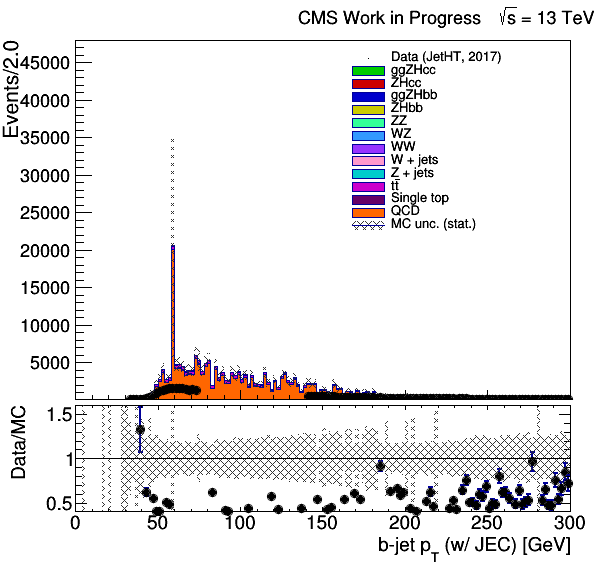 CMS Work in Progress √s = 13 TeV
Events/2.0
45000
40000
35000
30000
25000
20000
15000
10000
5000
Data (JetHT, 2017)
ggZHcc
ZHcc
ggZHbb
ZHbb
ZZ
WZ
WW
W + jets
Z + jets
tt̄
Single top
QCD
MC unc. (stat.)
Data/MC
1.5
1
0.5
0 50 100 150 200 250 300
b-jet p_T (w/ JEC) [GeV]